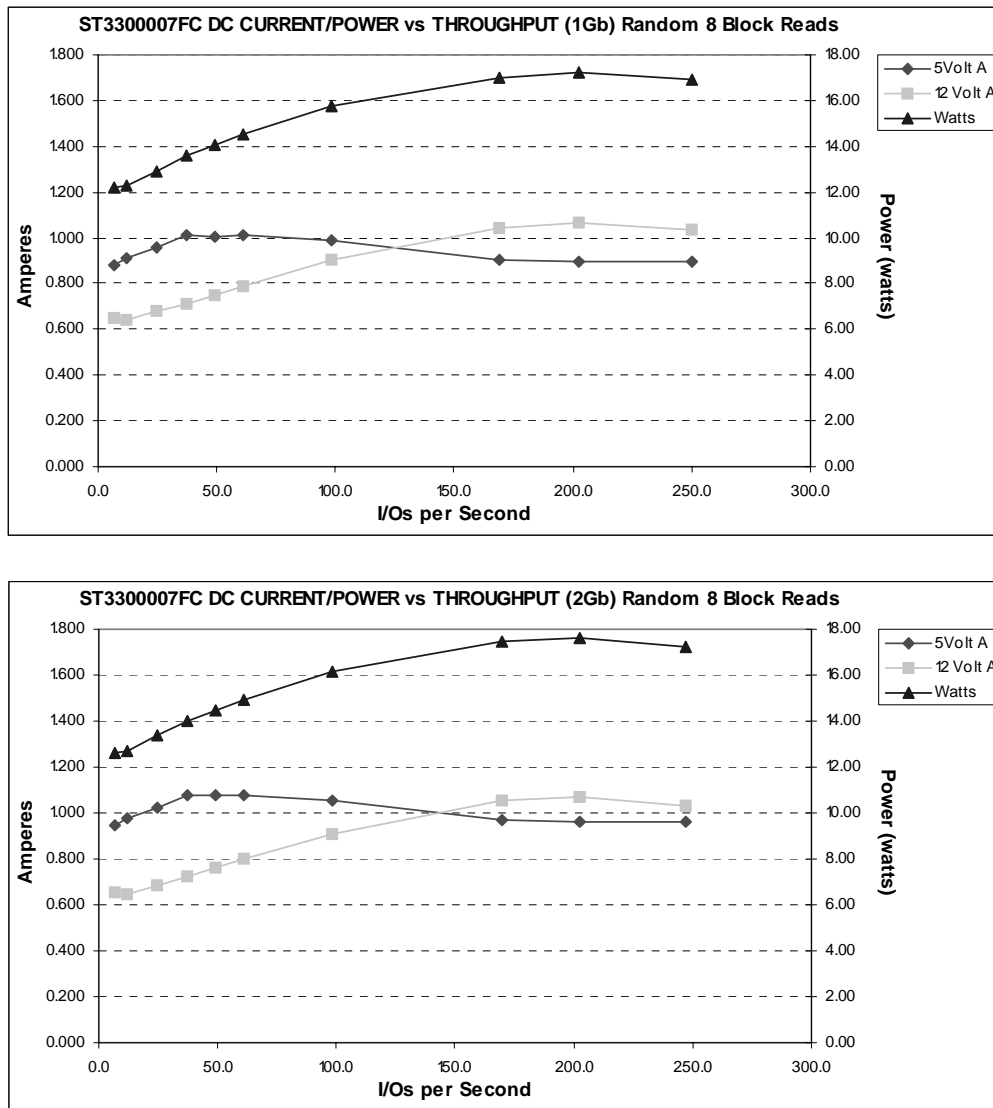 ST3300007FC DC CURRENT/POWER vs THROUGHPUT (1Gb) Random 8 Block Reads
1.800
1.600
1.400
1.200
1.000
0.800
0.600
0.400
0.200
0.000
Amperes
18.00
16.00
14.00
12.00
10.00
8.00
6.00
4.00
2.00
0.00
Power (watts)
5Volt A
12 Volt A
Watts
0.0 50.0 100.0 150.0 200.0 250.0 300.0
I/Os per Second
ST3300007FC DC CURRENT/POWER vs THROUGHPUT (2Gb) Random 8 Block Reads
1.800
1.600
1.400
1.200
1.000
0.800
0.600
0.400
0.200
0.000
Amperes
18.00
16.00
14.00
12.00
10.00
8.00
6.00
4.00
2.00
0.00
Power (watts)
5Volt A
12 Volt A
Watts
0.0 50.0 100.0 150.0 200.0 250.0 300.0
I/Os per Second